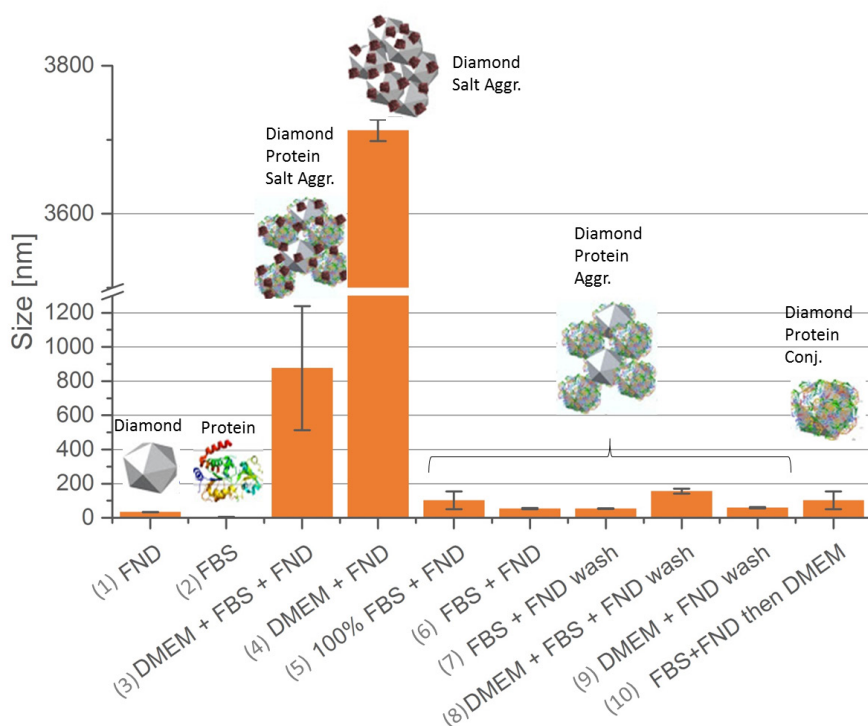 3800
3600
1200
1000
800
600
400
200
0
Size [nm]
Diamond
Salt Aggr.
Diamond
Protein
Salt Aggr.
Diamond
Protein
Aggr.
Diamond
Protein
Conj.
Diamond
Protein
(1) FND
(2) FBS
(3) DMEM + FBS + FND
(4) DMEM + FND
(5) 100% FBS + FND
(6) FBS + FND
(7) FBS + FND wash
(8) DMEM + FBS + FND wash
(9) DMEM + FND wash
(10) FBS+FND then DMEM